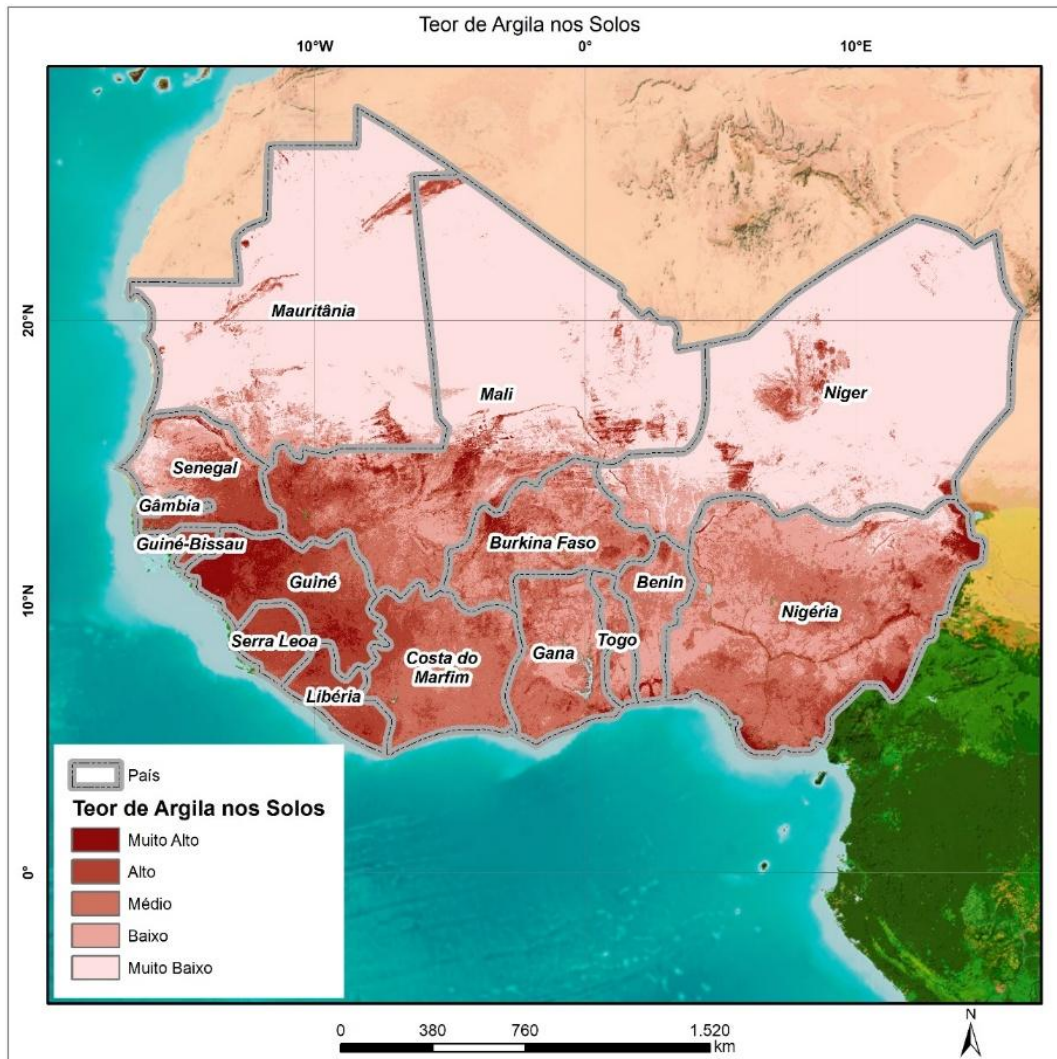 Teor de Argila nos Solos
10°W
0°
10°E
20°N
10°N
0°
Mauritânia
Mali
Niger
Senegal
Gâmbia
Guiné-Bissau
Burkina Faso
Guiné
Benin
Nigéria
Serra Leoa
Costa do
Marfim
Gana
Togo
Libéria
País
Teor de Argila nos Solos
Muito Alto
Alto
Médio
Baixo
Muito Baixo
0 380 760 1.520
km
N